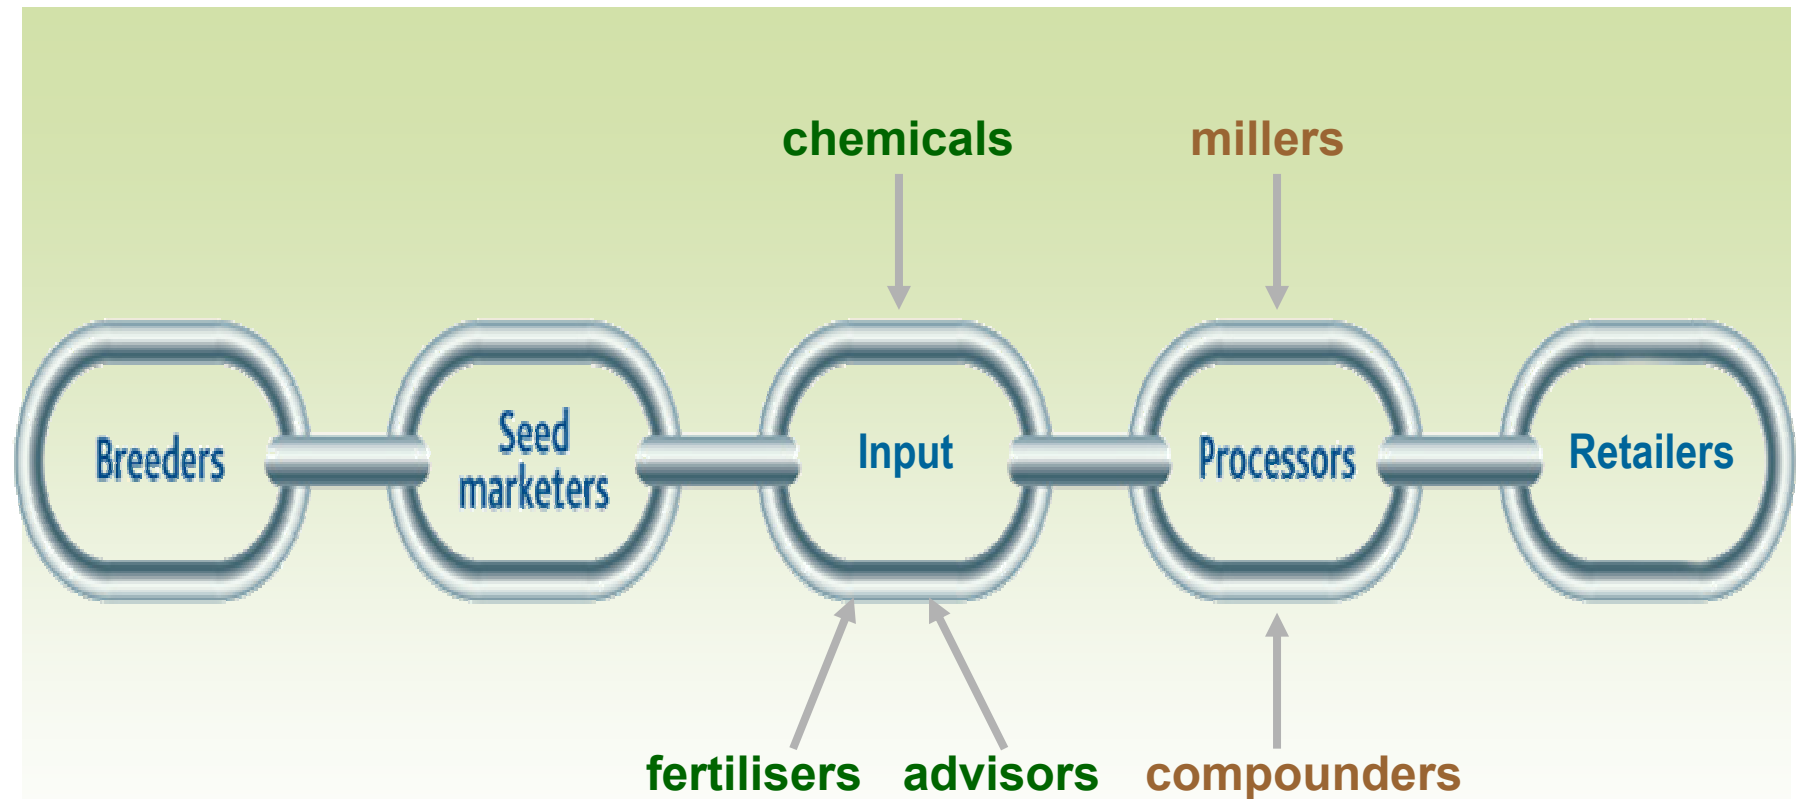 chemicals
millers
Breeders
Seed
marketers
Input
Processors
Retailers
fertilisers
advisors
compounders